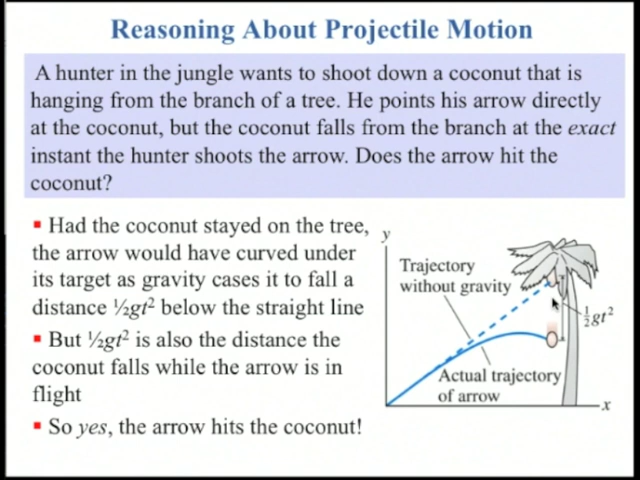 Reasoning About Projectile Motion
A hunter in the jungle wants to shoot down a coconut that is
hanging from the branch of a tree. He points his arrow directly
at the coconut, but the coconut falls from the branch at the exact
instant the hunter shoots the arrow. Does the arrow hit the
coconut?
▪ Had the coconut stayed on the tree,
the arrow would have curved under
its target as gravity cases it to fall a
distance ½gt² below the straight line
▪ But ½gt² is also the distance the
coconut falls while the arrow is in
flight
▪ So yes, the arrow hits the coconut!
y
Trajectory
without gravity
½gt²
Actual trajectory
of arrow
x